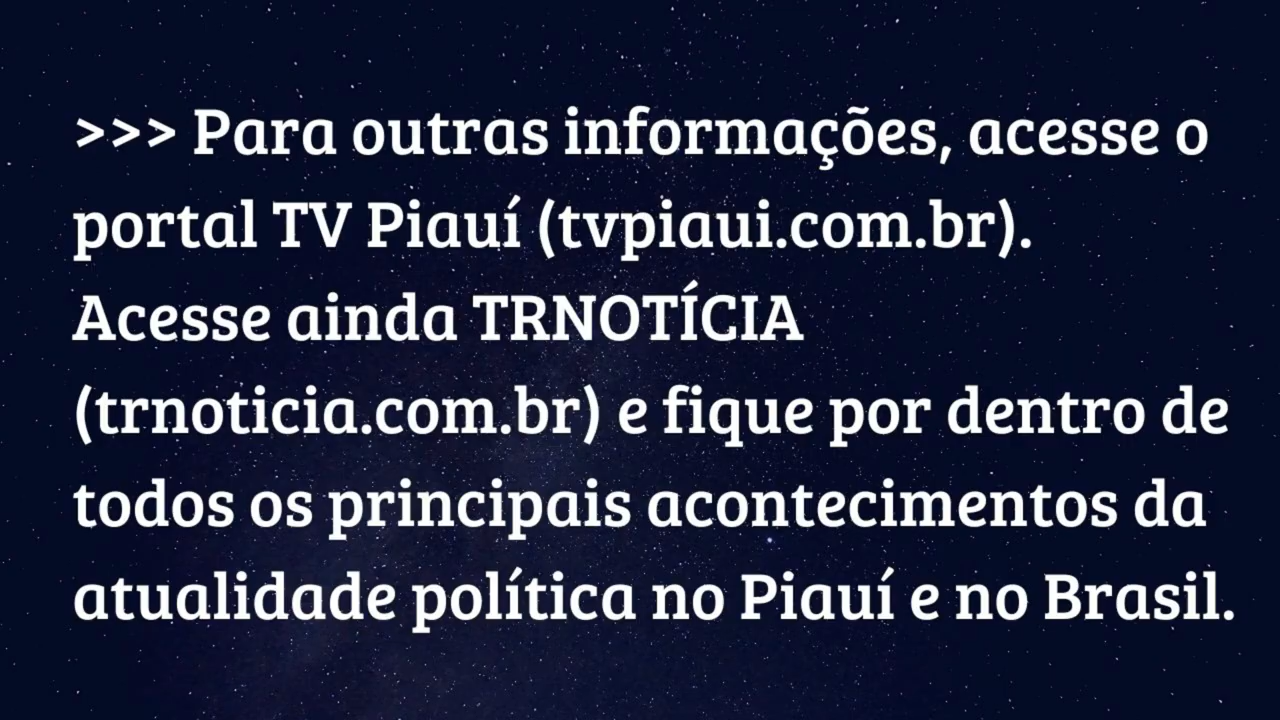 >>> Para outras informações, acesse o
portal TV Piauí (tvpiaui.com.br).
Acesse ainda TRNOTÍCIA
(trnoticia.com.br) e fique por dentro de
todos os principais acontecimentos da
atualidade política no Piauí e no Brasil.